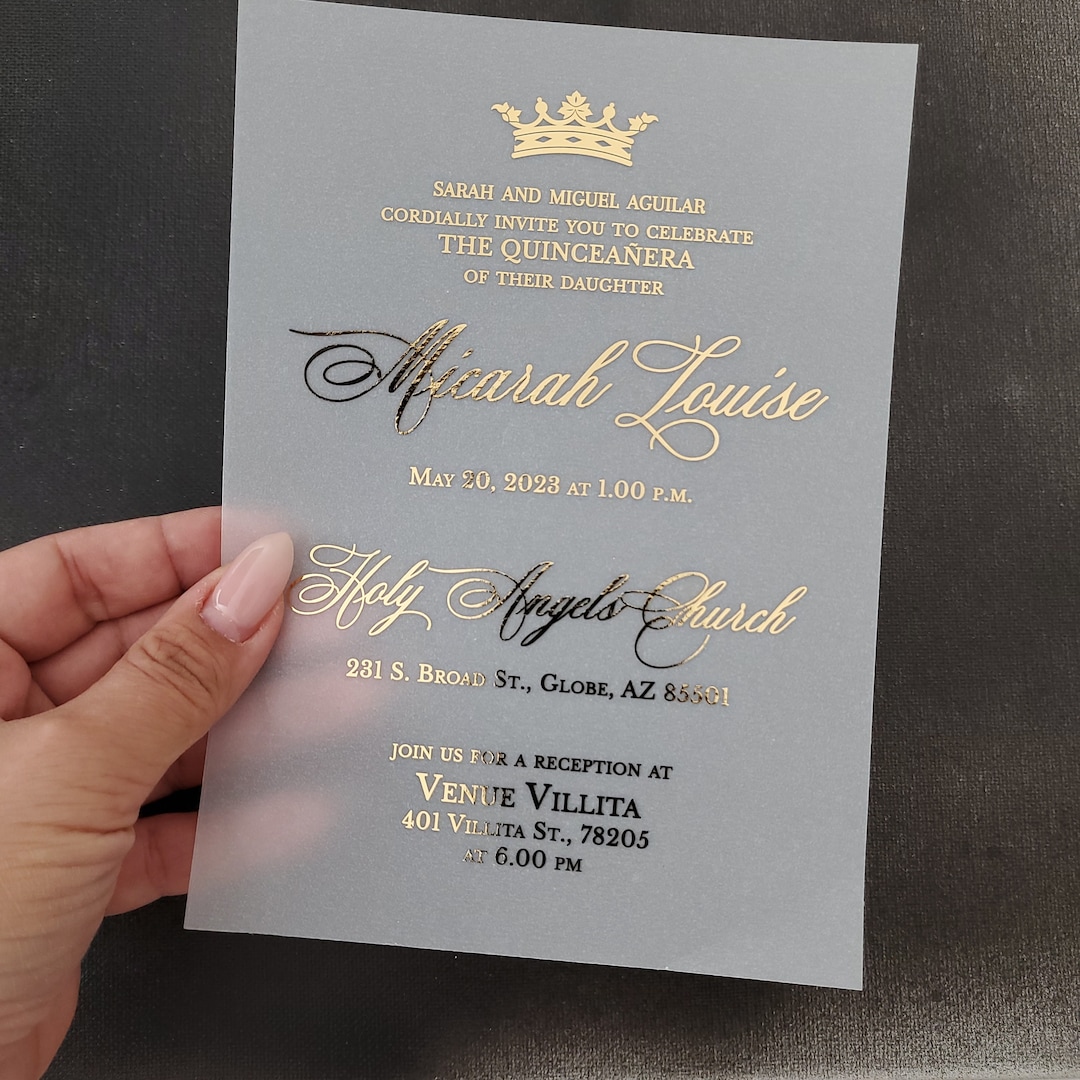 SARAH AND MIGUEL AGUILAR
CORDIALLY INVITE YOU TO CELEBRATE
THE QUINCEAÑERA
OF THEIR DAUGHTER
Micarah Louise
MAY 20, 2023 AT 1.00 P.M.
Holy Angels Church
231 S. BROAD ST., GLOBE, AZ 85501
JOIN US FOR A RECEPTION AT
VENUE VILLITA
401 VILLITA ST., 78205
AT 6.00 PM